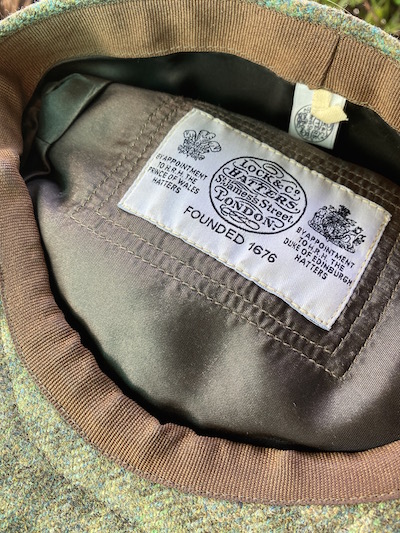 BY APPOINTMENT
TO H.R.H. THE
PRINCE OF WALES
HATTERS
LOCK & CO
HATTERS.
St James's Street,
LONDON.
FOUNDED 1676
BY APPOINTMENT
TO H.R.H. THE
DUKE OF EDINBURGH
HATTERS